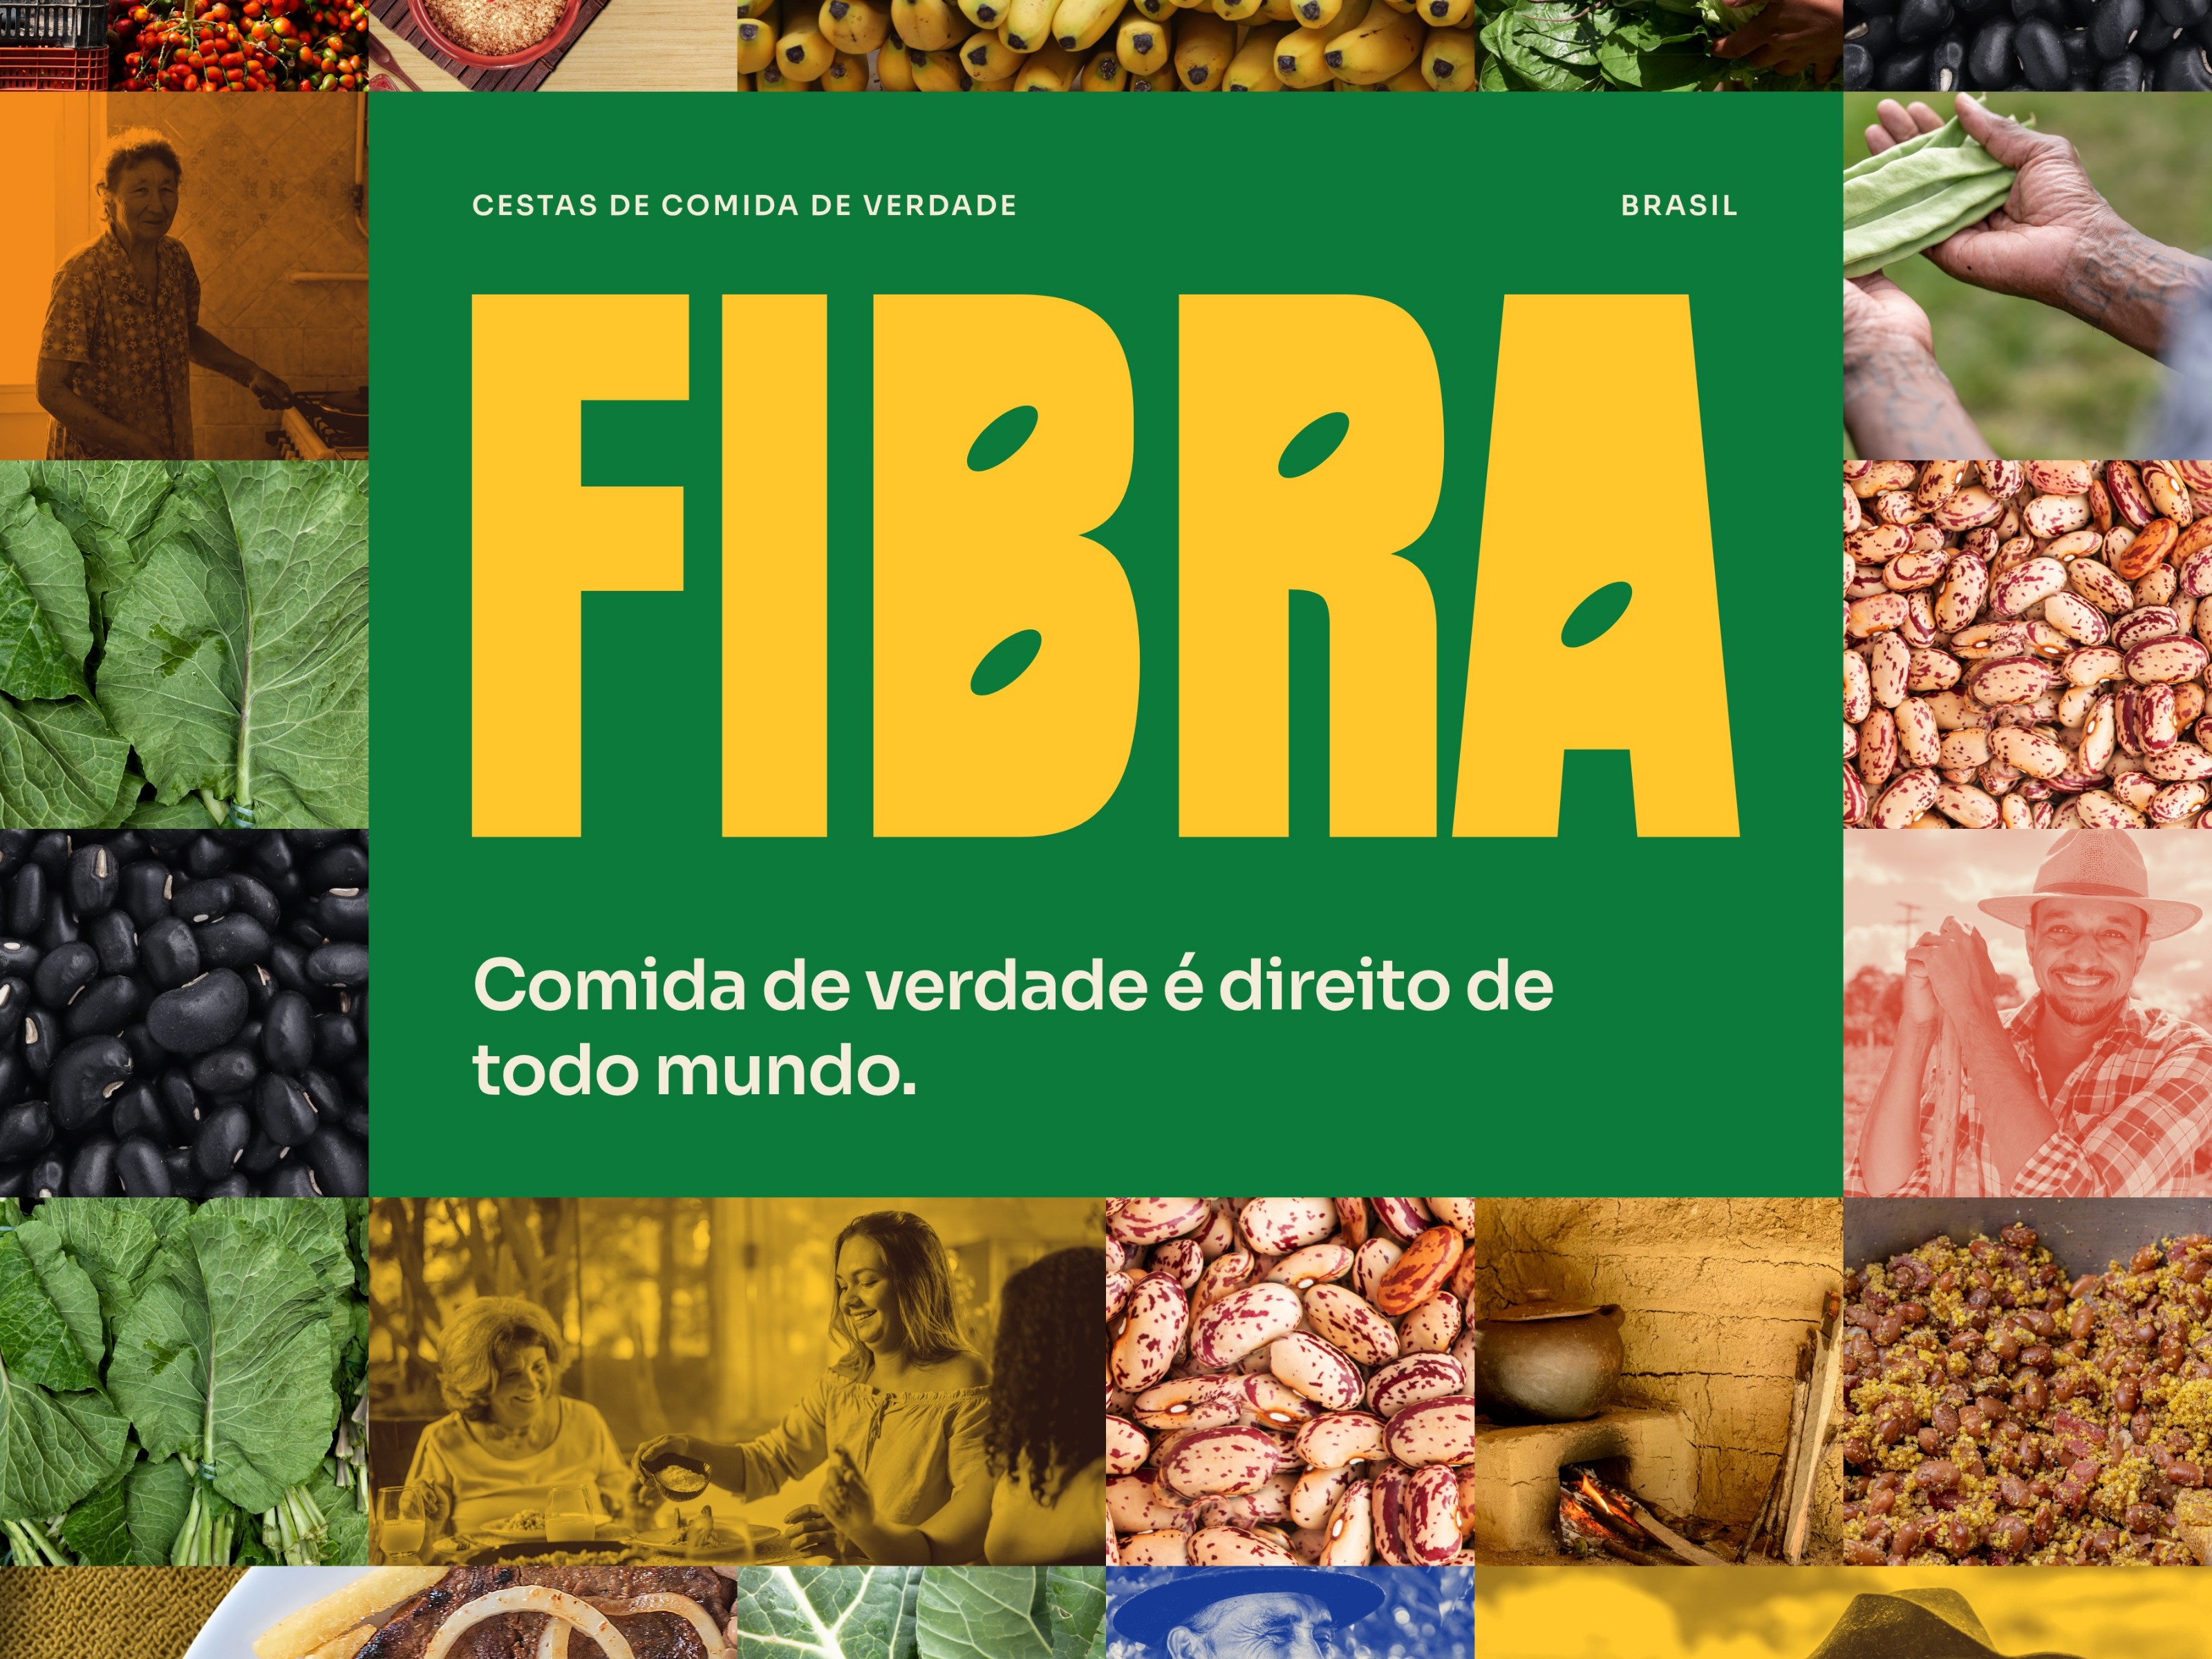 CESTAS DE COMIDA DE VERDADE
BRASIL
FIBRA
Comida de verdade é direito de
todo mundo.